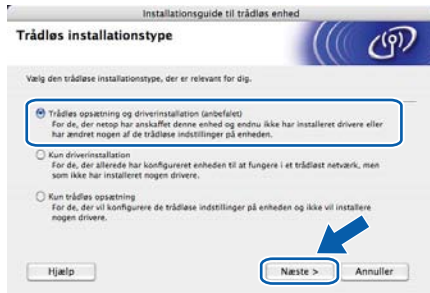 Installationsguide til trådløs enhed
Trådløs installationstype
Vælg den trådløse installationstype, der er relevant for dig.
Trådløs opsætning og driverinstallation (anbefalet)
For de, der netop har anskaffet denne enhed og endnu ikke har installeret drivere eller
har ændret nogen af de trådløse indstillinger på enheden.
Kun driverinstallation
For de, der allerede har konfigureret enheden til at fungere i et trådløst netværk, men
som ikke har installeret nogen drivere.
Kun trådløs opsætning
For de, der vil konfigurere de trådløse indstillinger på enheden og ikke vil installere
nogen drivere.
Hjælp
Næste >
Annuller